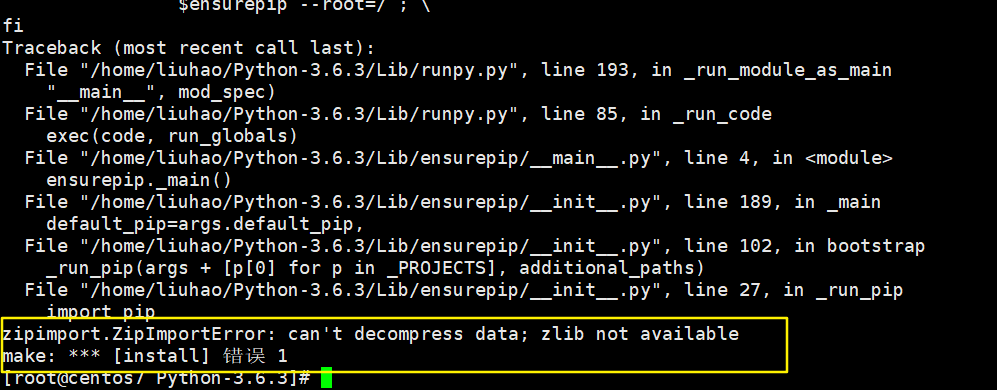 $ensurepip --root=/ ; \
fi
Traceback (most recent call last):
File "/home/liuhao/Python-3.6.3/Lib/runpy.py", line 193, in _run_module_as_main
"__main__", mod_spec)
File "/home/liuhao/Python-3.6.3/Lib/runpy.py", line 85, in _run_code
exec(code, run_globals)
File "/home/liuhao/Python-3.6.3/Lib/ensurepip/__main__.py", line 4, in <module>
ensurepip._main()
File "/home/liuhao/Python-3.6.3/Lib/ensurepip/__init__.py", line 189, in _main
default_pip=args.default_pip,
File "/home/liuhao/Python-3.6.3/Lib/ensurepip/__init__.py", line 102, in bootstrap
_run_pip(args + [p[0] for p in _PROJECTS], additional_paths)
File "/home/liuhao/Python-3.6.3/Lib/ensurepip/__init__.py", line 27, in _run_pip
import pip
zipimport.ZipImportError: can't decompress data; zlib not available
make: *** [install] 错误 1
[root@centos7 Python-3.6.3]#